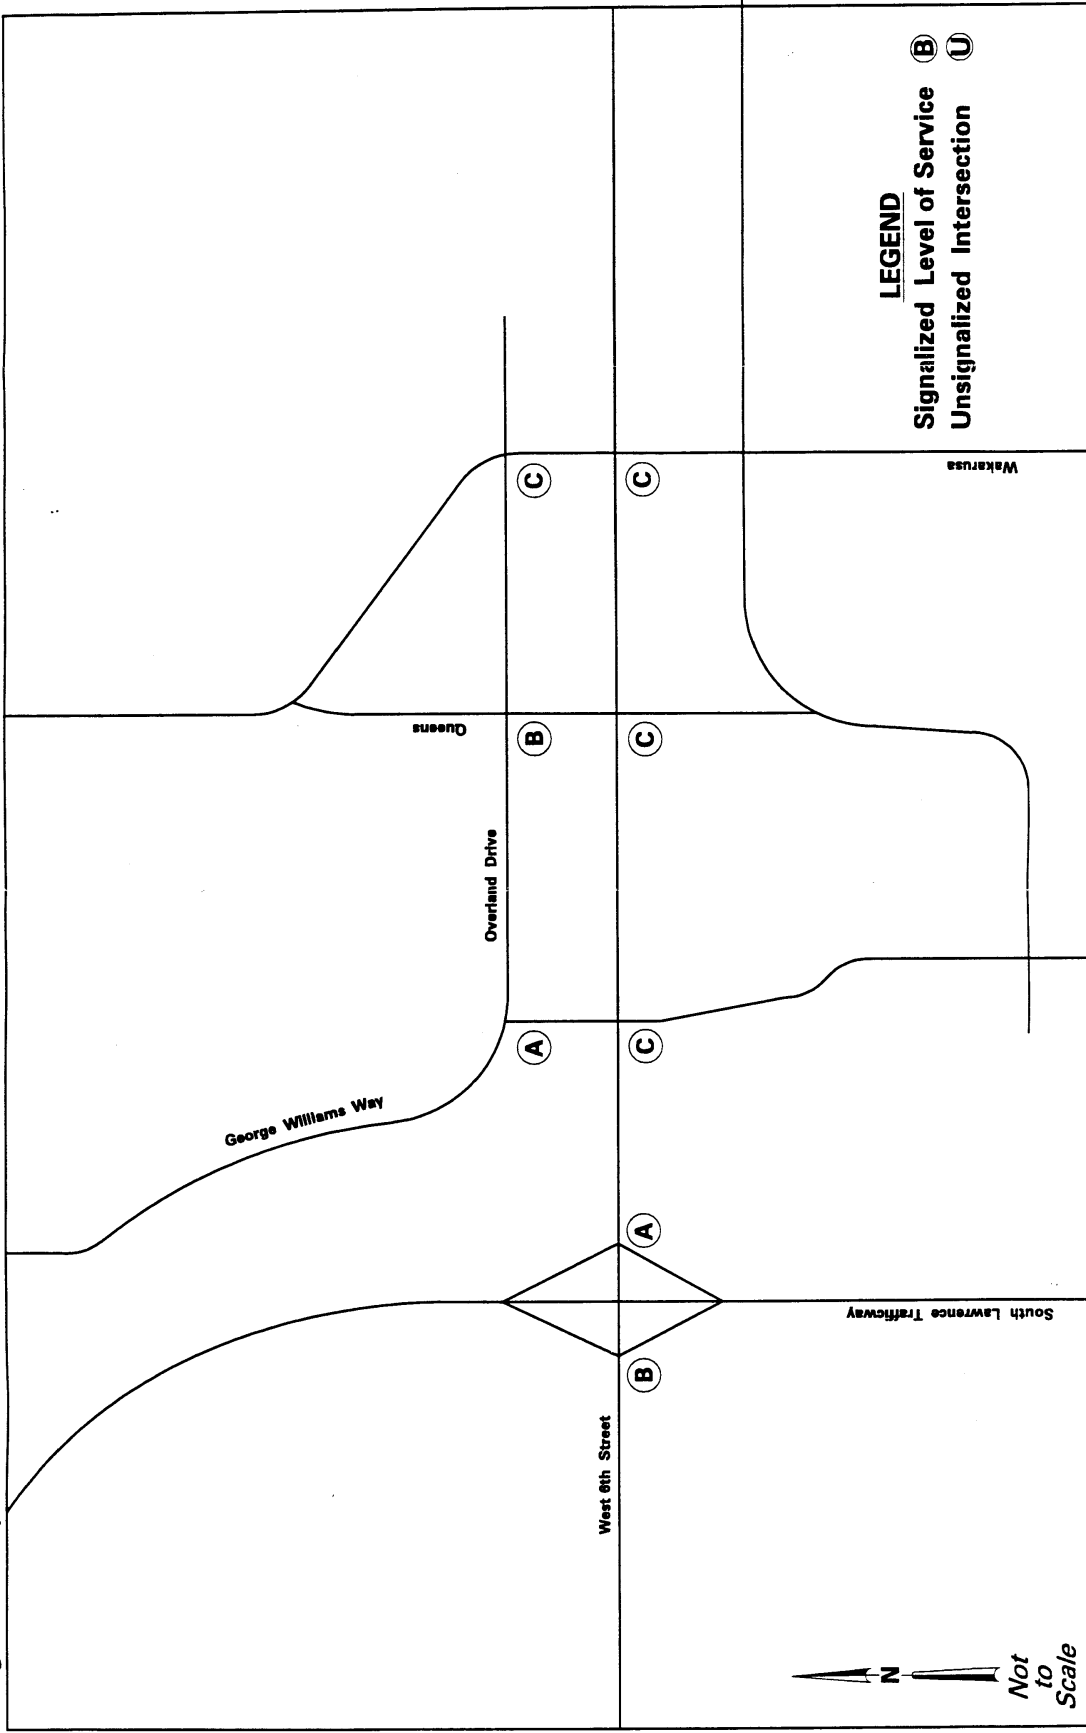 George Williams Way
Overland Drive
Queens
A
B
C
West 6th Street
B
A
C
C
C
South Lawrence Trafficway
Wakarusa
LEGEND
Signalized Level of Service B
Unsignalized Intersection U
N
Not
to
Scale